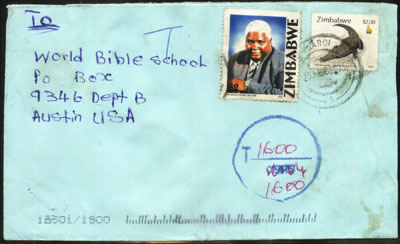 To
World Bible School
Po Box
9346 Dept B
Austin USA
T
ZIMBABWE
Zimbabwe
$2.00
T 1600
1600